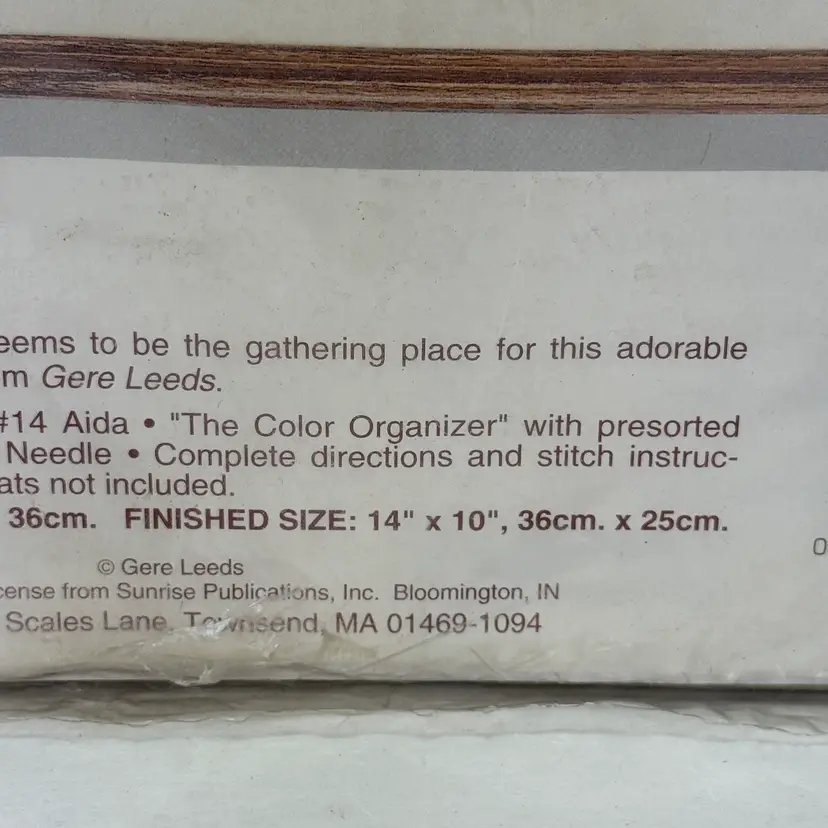 eems to be the gathering place for this adorable
m Gere Leeds.
#14 Aida • "The Color Organizer" with presorted
Needle • Complete directions and stitch instruc-
ats not included.
36cm. FINISHED SIZE: 14" x 10", 36cm. x 25cm.
0
© Gere Leeds
cense from Sunrise Publications, Inc. Bloomington, IN
Scales Lane, Townsend, MA 01469-1094